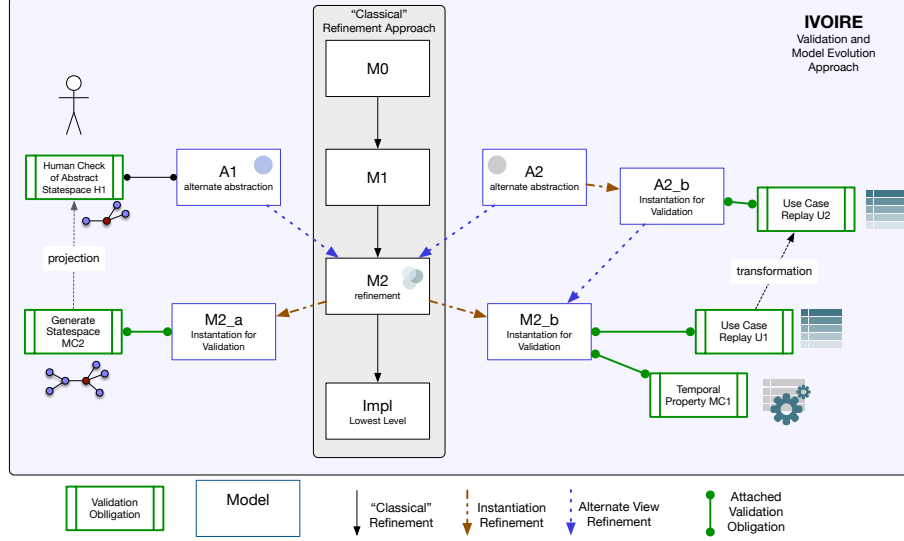 "Classical"
Refinement Approach
IVOIRE
Validation and
Model Evolution
Approach
M0
Human Check
of Abstract
Statespace H1
A1
alternate abstraction
M1
A2
alternate abstraction
A2_b
Instantiation for
Validation
Use Case
Replay U2
projection
M2
refinement
transformation
Generate
Statespace
MC2
M2_a
Instantiation for
Validation
M2_b
Instantiation for
Validation
Use Case
Replay U1
Temporal
Property MC1
Impl
Lowest Level
Validation
Oblligation
Model
"Classical"
Refinement
Instantiation
Refinement
Alternate View
Refinement
Attached
Validation
Obligation